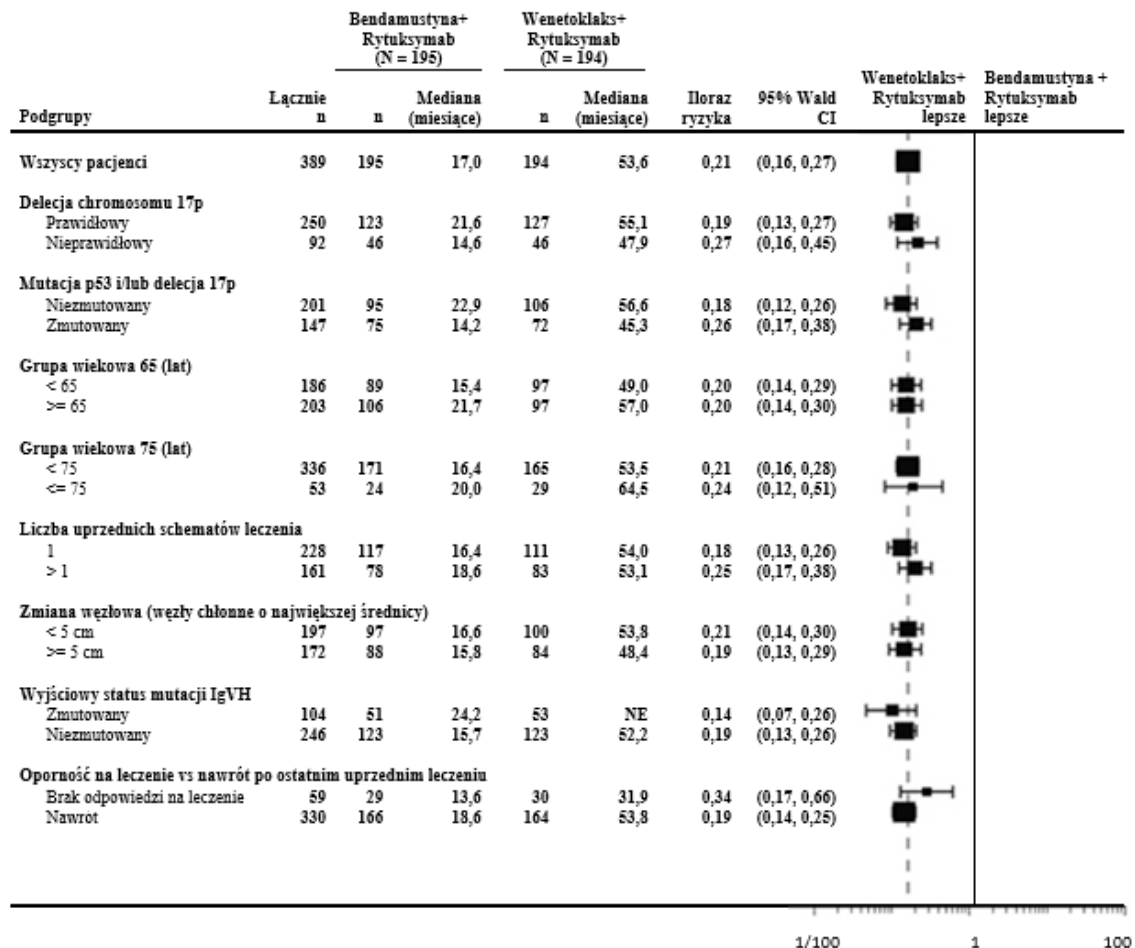 Bendamustyna+ Wenetoklaks+
Rytuksymab Rytuksymab
(N = 195) (N = 194)
Wenetoklaks+ Bendamustyna +
Łącznie Mediana Mediana Iloraz 95% Wald Rytuksymab Rytuksymab
Podgrupy n n (miesiące) n (miesiące) ryzyka CI lepsze lepsze
Wszyscy pacjenci 389 195 17,0 194 53,6 0,21 (0,16, 0,27)
Delecja chromosomu 17p
Prawidłowy 250 123 21,6 127 55,1 0,19 (0,13, 0,27)
Nieprawidłowy 92 46 14,6 46 47,9 0,27 (0,16, 0,45)
Mutacja p53 i/lub delecja 17p
Niezmutowany 201 95 22,9 106 56,6 0,18 (0,12, 0,26)
Zmutowany 147 75 14,2 72 45,3 0,26 (0,17, 0,38)
Grupa wiekowa 65 (lat)
< 65 186 89 15,4 97 49,0 0,20 (0,14, 0,29)
>= 65 203 106 21,7 97 57,0 0,20 (0,14, 0,30)
Grupa wiekowa 75 (lat)
< 75 336 171 16,4 165 53,5 0,21 (0,16, 0,28)
<= 75 53 24 20,0 29 64,5 0,24 (0,12, 0,51)
Liczba uprzednich schematów leczenia
1 228 117 16,4 111 54,0 0,18 (0,13, 0,26)
> 1 161 78 18,6 83 53,1 0,25 (0,17, 0,38)
Zmiana węzłowa (węzły chłonne o największej średnicy)
< 5 cm 197 97 16,6 100 53,8 0,21 (0,14, 0,30)
>= 5 cm 172 88 15,8 84 48,4 0,19 (0,13, 0,29)
Wyjściowy status mutacji IgVH
Zmutowany 104 51 24,2 53 NE 0,14 (0,07, 0,26)
Niezmutowany 246 123 15,7 123 52,2 0,19 (0,13, 0,26)
Oporność na leczenie vs nawrót po ostatnim uprzednim leczeniu
Brak odpowiedzi na leczenie 59 29 13,6 30 31,9 0,34 (0,17, 0,66)
Nawrót 330 166 18,6 164 53,8 0,19 (0,14, 0,25)
1/100 1 100